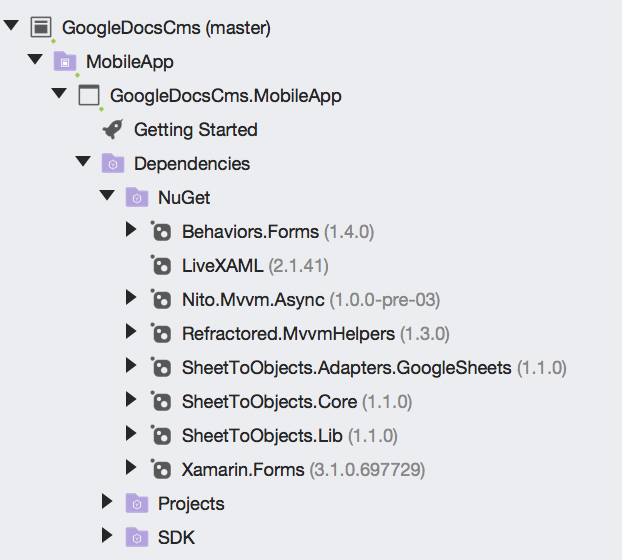 GoogleDocsCms (master)
MobileApp
GoogleDocsCms.MobileApp
Getting Started
Dependencies
NuGet
Behaviors.Forms (1.4.0)
LiveXAML (2.1.41)
Nito.Mvvm.Async (1.0.0-pre-03)
Refractored.MvvmHelpers (1.3.0)
SheetToObjects.Adapters.GoogleSheets (1.1.0)
SheetToObjects.Core (1.1.0)
SheetToObjects.Lib (1.1.0)
Xamarin.Forms (3.1.0.697729)
Projects
SDK